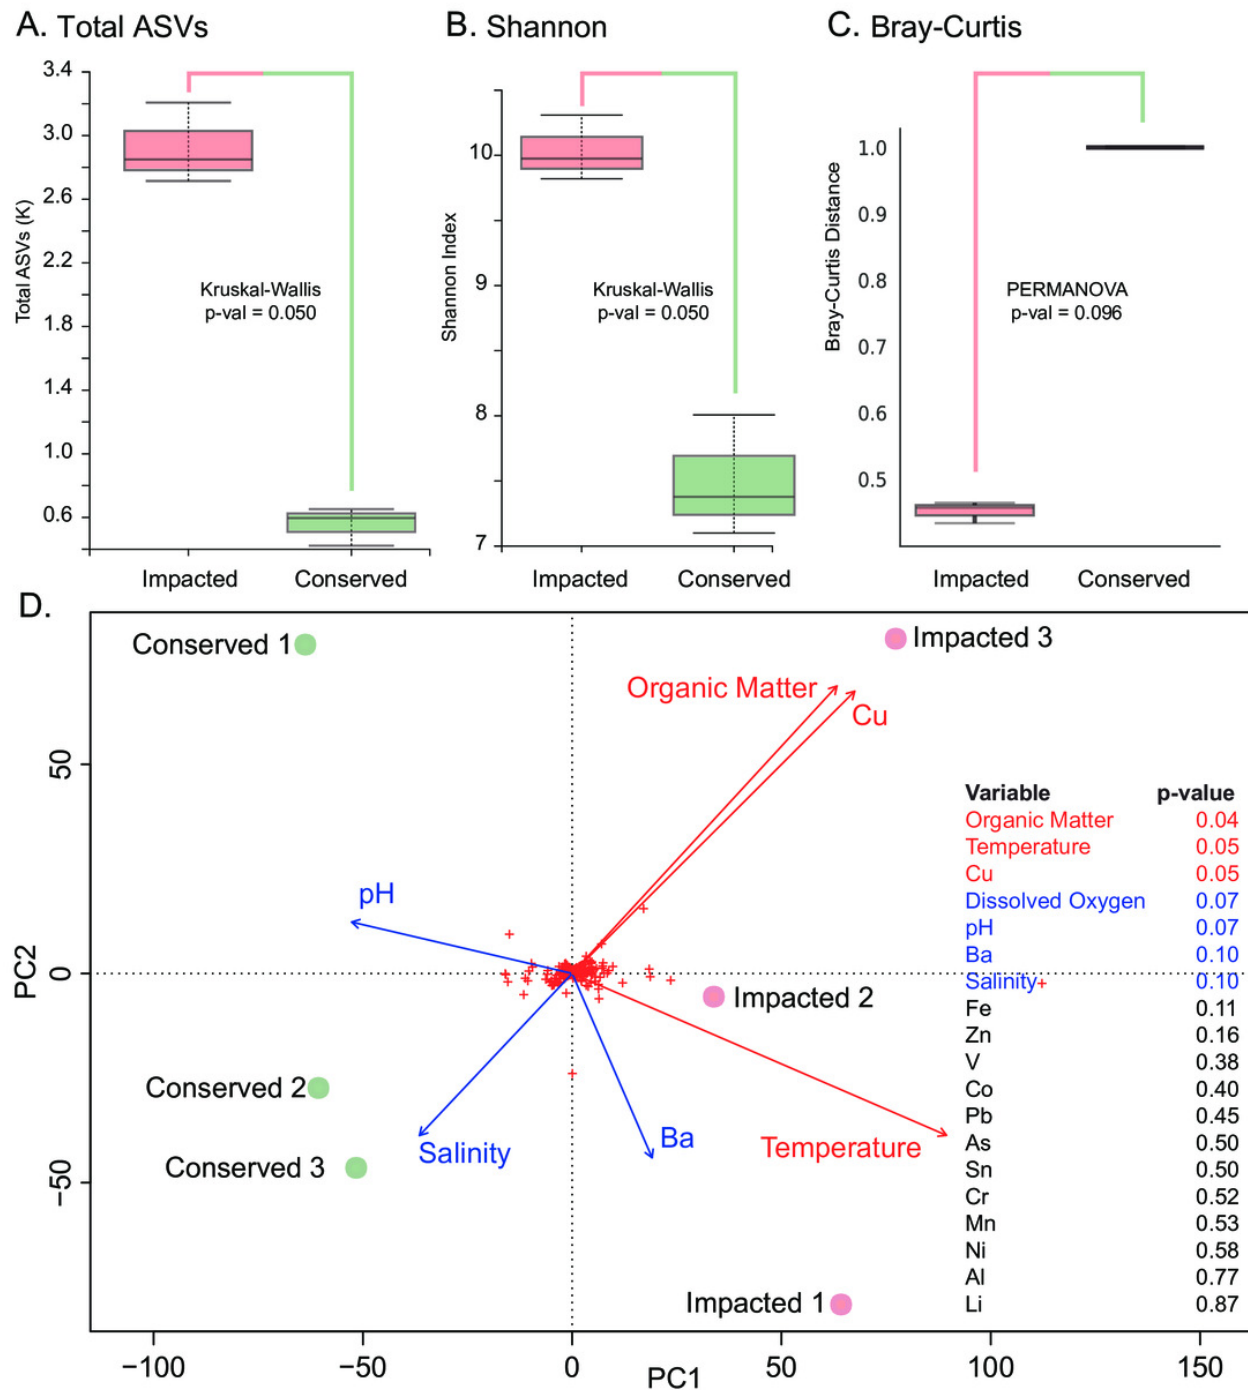 A. Total ASVs
B. Shannon
C. Bray-Curtis
3.4
3.0
2.6
2.2
1.8
1.4
1.0
0.6
Total ASVs (K)
Kruskal-Wallis
p-val = 0.050
Impacted
Conserved
10
9
8
7
Shannon Index
Kruskal-Wallis
p-val = 0.050
Impacted
Conserved
1.0
0.9
0.8
0.7
0.6
0.5
Bray-Curtis Distance
PERMANOVA
p-val = 0.096
Impacted
Conserved
D.
Conserved 1
Impacted 3
Organic Matter
Cu
pH
Impacted 2
Conserved 2
Conserved 3
Salinity
Ba
Temperature
Impacted 1
Variable p-value
Organic Matter 0.04
Temperature 0.05
Cu 0.05
Dissolved Oxygen 0.07
pH 0.07
Ba 0.10
Salinity 0.10
Fe 0.11
Zn 0.16
V 0.38
Co 0.40
Pb 0.45
As 0.50
Sn 0.50
Cr 0.52
Mn 0.53
Ni 0.58
Al 0.77
Li 0.87
50
0
−50
PC2
−100 −50 0 50 100 150
PC1